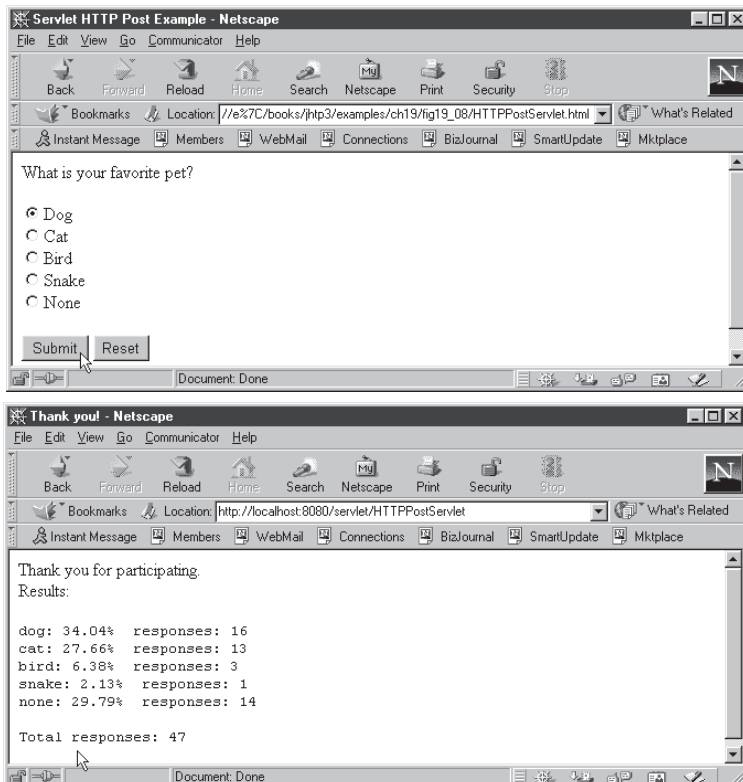 Servlet HTTP Post Example - Netscape
File Edit View Go Communicator Help
Back Forward Reload Home Search Netscape Print Security Stop
My
N
Bookmarks Location: //e%7C/books/jhtp3/examples/ch19/fig19_08/HTTPPostServlet.html What's Related
Instant Message Members WebMail Connections BizJournal SmartUpdate Mktplace
What is your favorite pet?
Dog
Cat
Bird
Snake
None
Submit Reset
Document: Done
Thank you! - Netscape
File Edit View Go Communicator Help
Back Forward Reload Home Search Netscape Print Security Stop
My
N
Bookmarks Location: http://localhost:8080/servlet/HTTPPostServlet What's Related
Instant Message Members WebMail Connections BizJournal SmartUpdate Mktplace
Thank you for participating.
Results:
dog: 34.04% responses: 16
cat: 27.66% responses: 13
bird: 6.38% responses: 3
snake: 2.13% responses: 1
none: 29.79% responses: 14
Total responses: 47
Document: Done